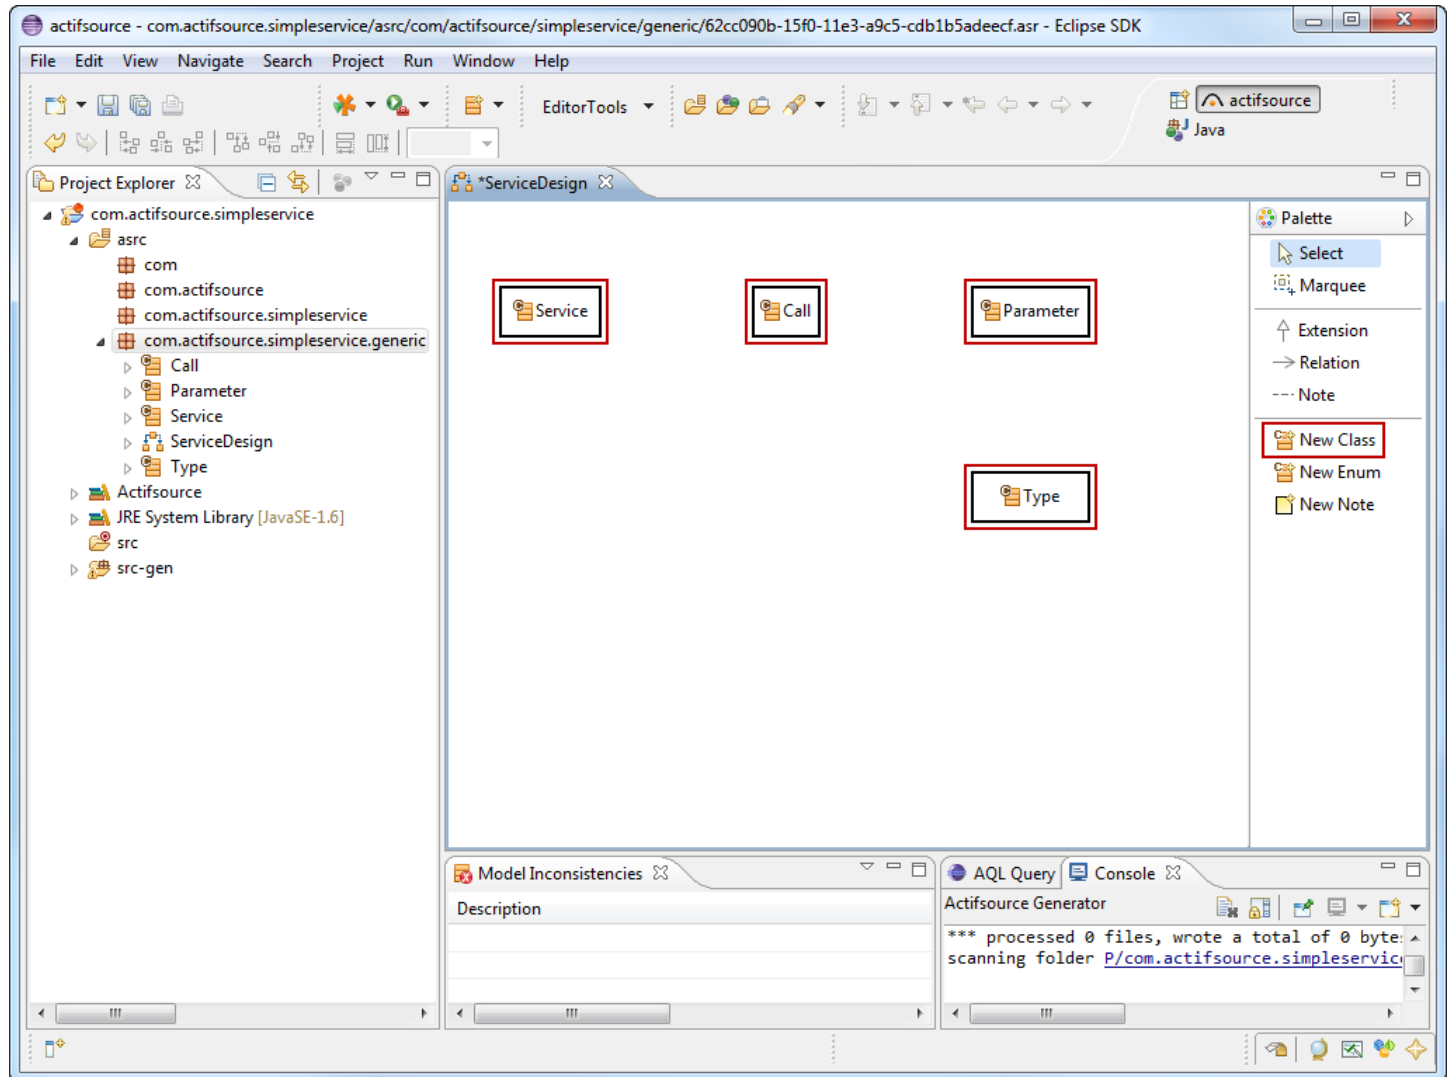 actifsource - com.actifsource.simpleservice/asrc/com/actifsource/simpleservice/generic/62cc090b-15f0-11e3-a9c5-cdb1b5adeecf.asr - Eclipse SDK
File Edit View Navigate Search Project Run Window Help
EditorTools
actifsource
Java
Project Explorer
com.actifsource.simpleservice
asrc
com
com.actifsource
com.actifsource.simpleservice
com.actifsource.simpleservice.generic
Call
Parameter
Service
ServiceDesign
Type
Actifsource
JRE System Library [JavaSE-1.6]
src
src-gen
*ServiceDesign
Service
Call
Parameter
Type
Palette
Select
Marquee
Extension
Relation
Note
New Class
New Enum
New Note
Model Inconsistencies
Description
AQL Query
Console
Actifsource Generator
*** processed 0 files, wrote a total of 0 byte
scanning folder P/com.actifsource.simpleservic